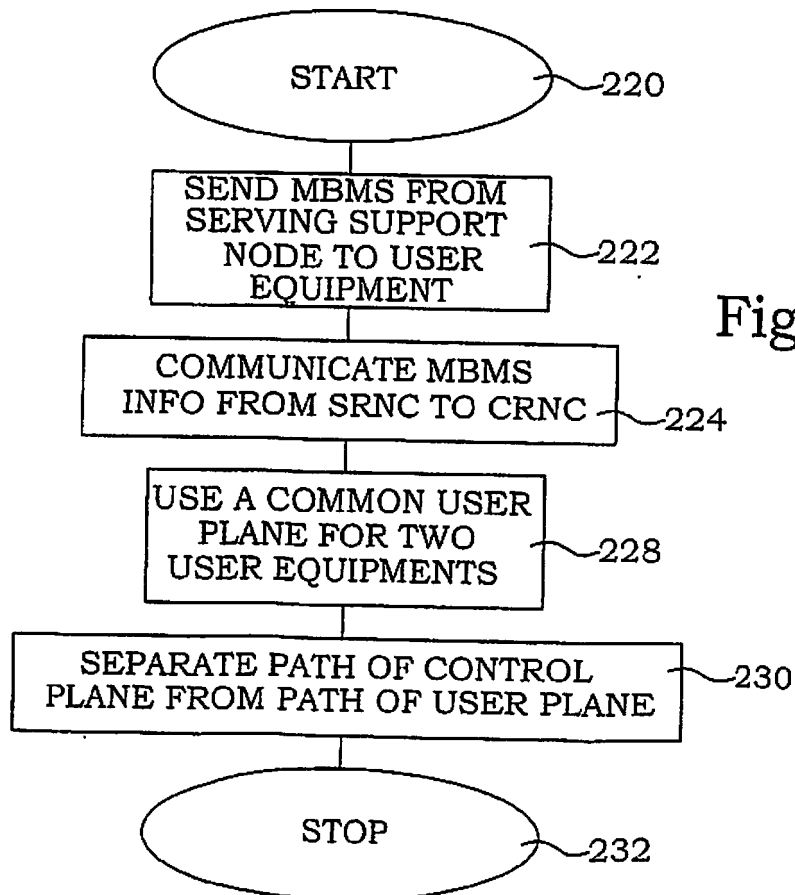 START
220
SEND MBMS FROM
SERVING SUPPORT
NODE TO USER
EQUIPMENT
222
Fig
COMMUNICATE MBMS
INFO FROM SRNC TO CRNC
224
USE A COMMON USER
PLANE FOR TWO
USER EQUIPMENTS
228
SEPARATE PATH OF CONTROL
PLANE FROM PATH OF USER PLANE
230
STOP
232